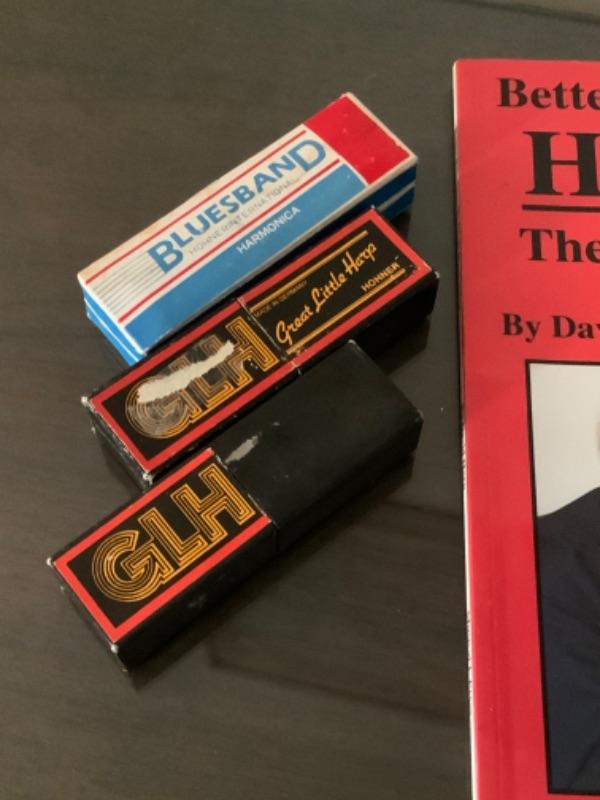 BLUESBAND
HOHNER INTERNATIONAL
HARMONICA
GLH
MADE IN GERMANY
Great Little Harp
HOHNER
GLH
Bette
H
The
By Dav